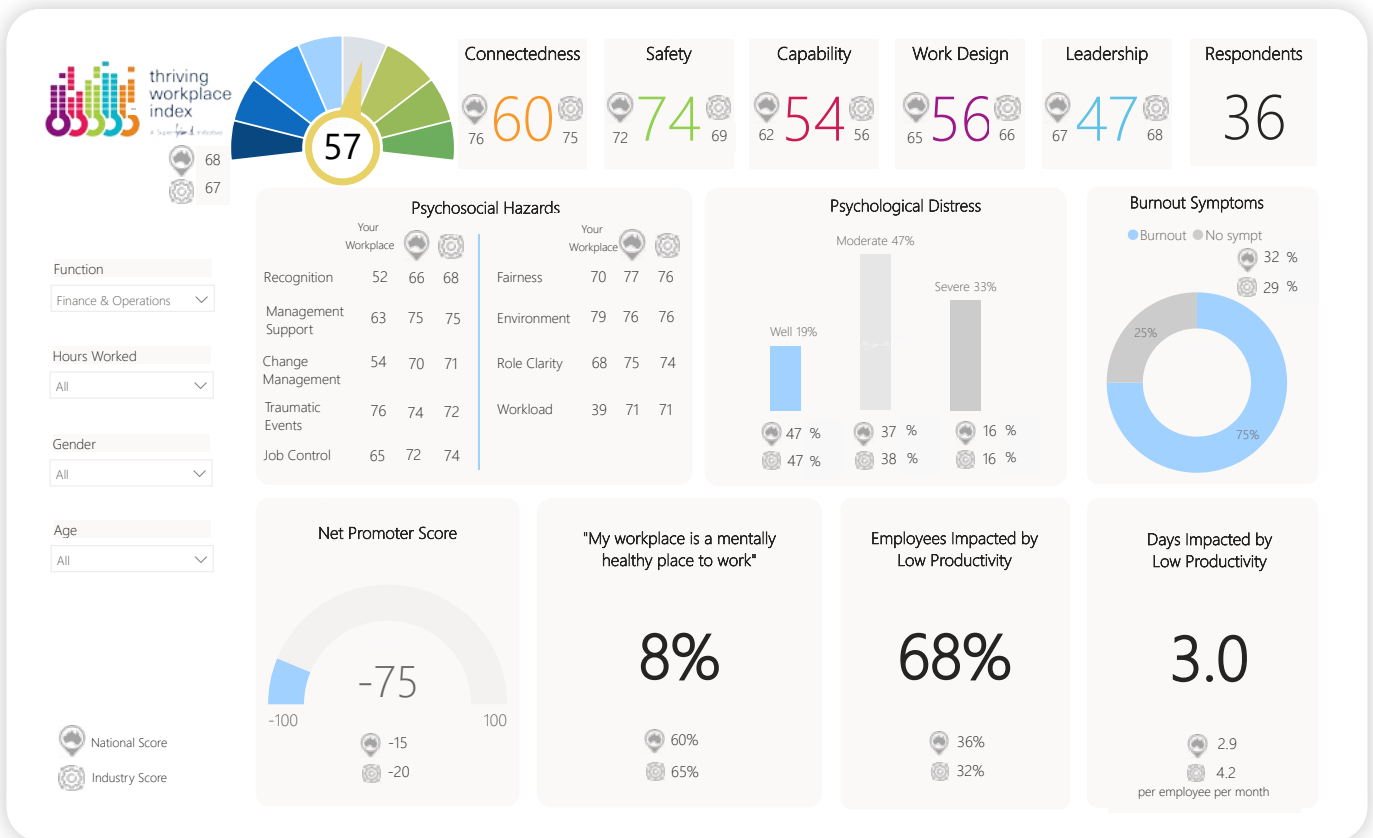 thriving
workplace
index
68
67
57
Connectedness
76 60 75
Safety
72 74 69
Capability
62 54 56
Work Design
65 56 66
Leadership
67 47 68
Respondents
36
Function
Finance & Operations
Hours Worked
All
Gender
All
Age
All
National Score
Industry Score
Psychosocial Hazards
Your
Workplace
Recognition 52 66 68
Management
Support
63 75 75
Change
Management
54 70 71
Traumatic
Events
76 74 72
Job Control 65 72 74
Your
Workplace
Fairness 70 77 76
Environment 79 76 76
Role Clarity 68 75 74
Workload 39 71 71
Psychological Distress
Moderate 47%
Severe 33%
Well 19%
47 % 37 % 16 %
47 % 38 % 16 %
Burnout Symptoms
Burnout No sympt
32 %
29 %
25%
75%
Net Promoter Score
-75
-100 100
-15
-20
"My workplace is a mentally
healthy place to work"
8%
60%
65%
Employees Impacted by
Low Productivity
68%
36%
32%
Days Impacted by
Low Productivity
3.0
2.9
4.2
per employee per month